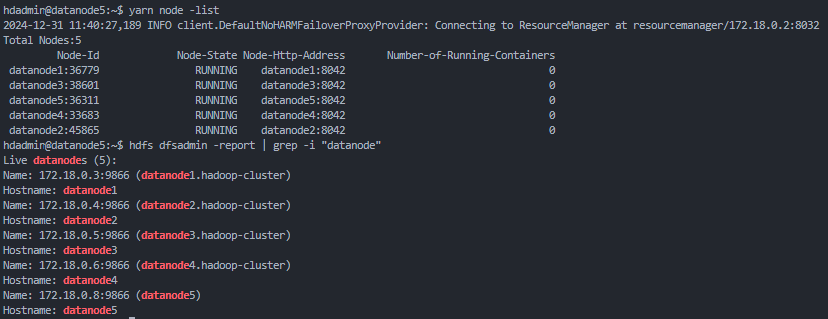 hdadmin@datanode5:~$ yarn node -list
2024-12-31 11:40:27,189 INFO client.DefaultNoHARMFailoverProxyProvider: Connecting to ResourceManager at resourcemanager/172.18.0.2:8032
Total Nodes:5
Node-Id Node-State Node-Http-Address Number-of-Running-Containers
datanode1:36779 RUNNING datanode1:8042 0
datanode3:38601 RUNNING datanode3:8042 0
datanode5:36311 RUNNING datanode5:8042 0
datanode4:33683 RUNNING datanode4:8042 0
datanode2:45865 RUNNING datanode2:8042 0
hdadmin@datanode5:~$ hdfs dfsadmin -report | grep -i "datanode"
Live datanodes (5):
Name: 172.18.0.3:9866 (datanode1.hadoop-cluster)
Hostname: datanode1
Name: 172.18.0.4:9866 (datanode2.hadoop-cluster)
Hostname: datanode2
Name: 172.18.0.5:9866 (datanode3.hadoop-cluster)
Hostname: datanode3
Name: 172.18.0.6:9866 (datanode4.hadoop-cluster)
Hostname: datanode4
Name: 172.18.0.8:9866 (datanode5)
Hostname: datanode5